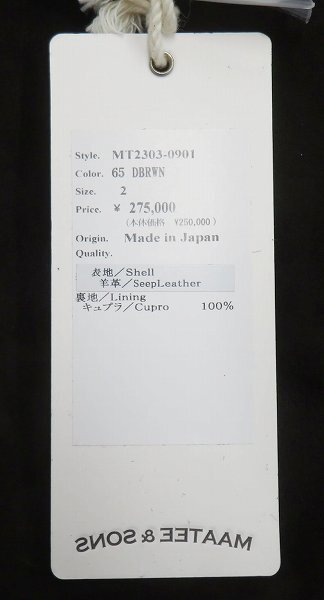 Style. MT2303-0901
Color. 65 DBRWN
Size. 2
Price. ¥ 275,000
(本体価格 ¥250,000)
Origin. Made in Japan
Quality.
表地/Shell
羊革/SeepLeather
裏地/Lining
キュプラ/Cupro 100%
MAATEE & SONS